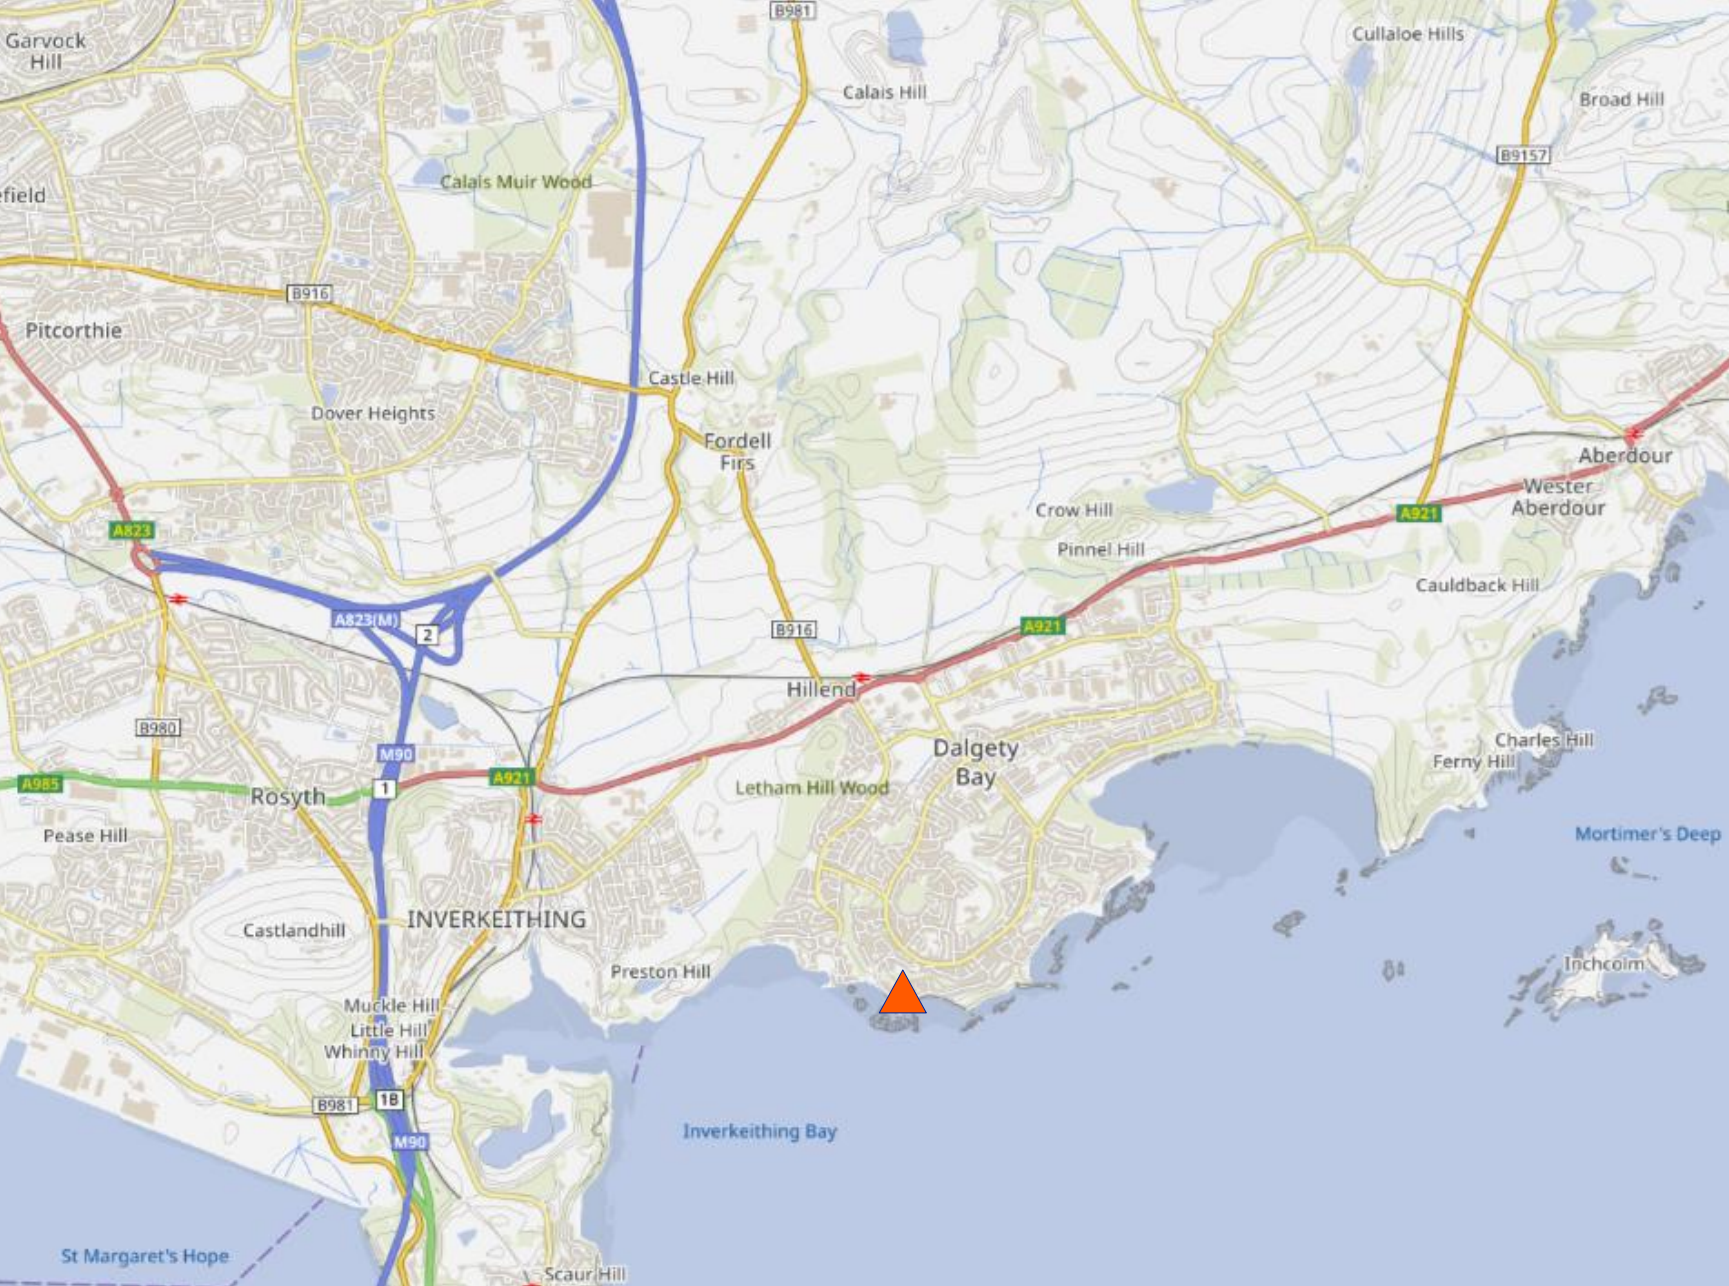 B981
Garvock
Hill
Cullaloe Hills
Calais Hill
Broad Hill
B9157
Calais Muir Wood
efield
B916
Pitcorthie
Castle Hill
Dover Heights
Fordell
Firs
Aberdour
Wester
Aberdour
A921
Crow Hill
A823
Pinnel Hill
Cauldback Hill
A823(M)
2
B916
A921
Hillend
B980
M90
Dalgety
Bay
Charles Hill
Ferny Hill
A985
1
A921
Letham Hill Wood
Rosyth
Pease Hill
Mortimer's Deep
INVERKEITHING
Castlandhill
Preston Hill
Inchcolm
Muckle Hill
Little Hill
Whinny Hill
B981
1B
M90
Inverkeithing Bay
St Margaret's Hope
Scaur Hill